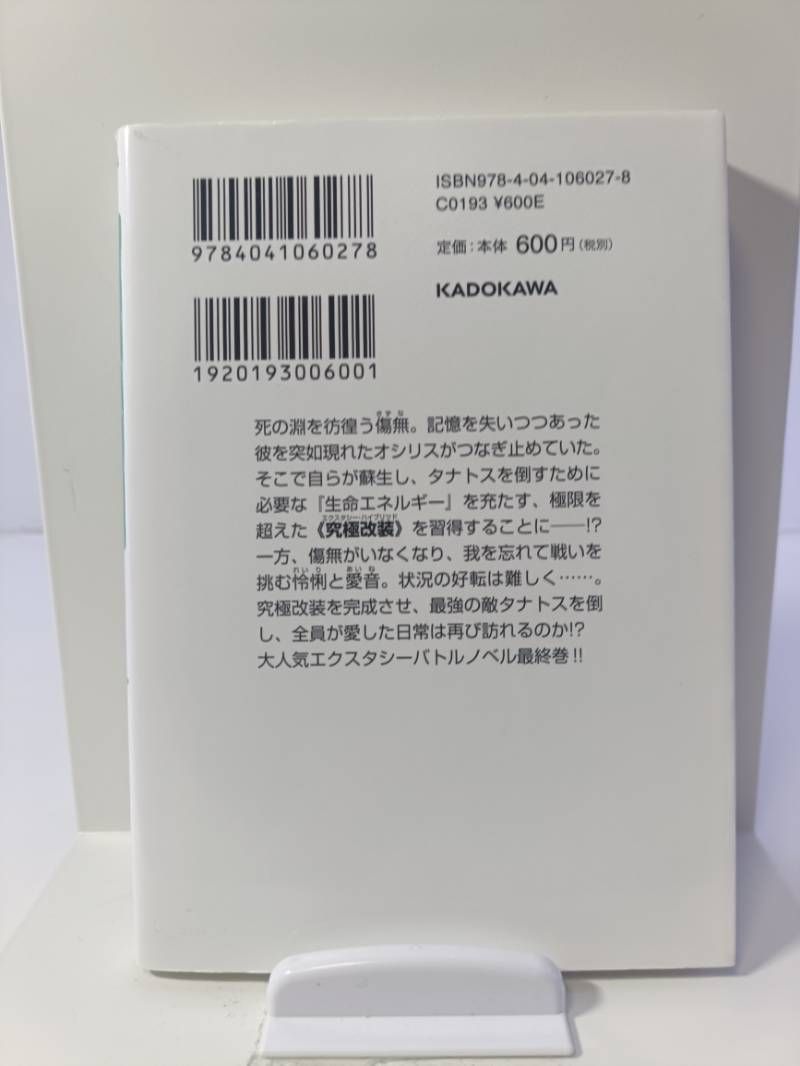 ISBN978-4-04-106027-8
C0193 ¥600E
定価:本体 600円(税別)
KADOKAWA
9784041060278
1920193006001
死の淵を彷徨う傷無。記憶を失いつつあった
彼を突如現れたオシリスがつなぎ止めていた。
そこで自らが蘇生し、タナトスを倒すために
必要な『生命エネルギー』を充たす、極限を
超えた《究極改装》を習得することに――!?
一方、傷無がいなくなり、我を忘れて戦いを
挑む怜悧と愛音。状況の好転は難しく……。
究極改装を完成させ、最強の敵タナトスを倒
し、全員が愛した日常は再び訪れるのか!?
大人気エクスタシーバトルノベル最終巻!!